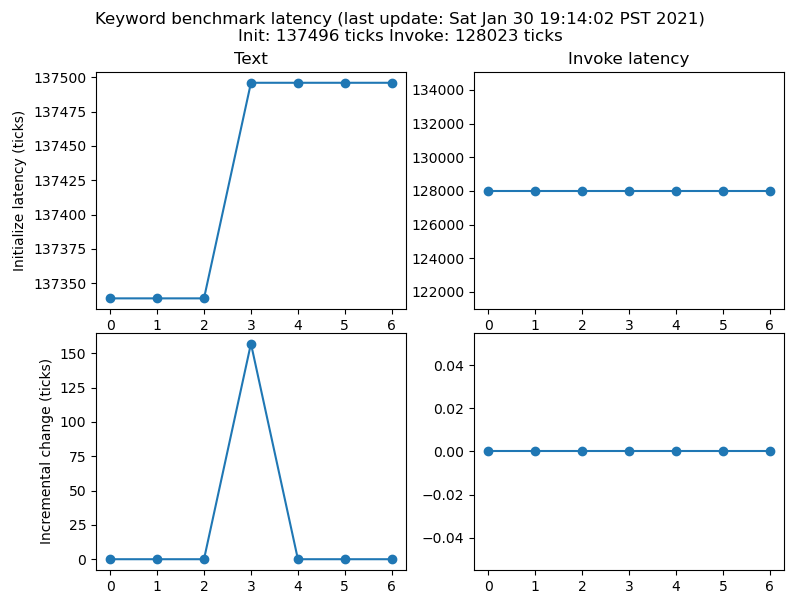 Keyword benchmark latency (last update: Sat Jan 30 19:14:02 PST 2021)
Init: 137496 ticks Invoke: 128023 ticks
Text
Initialize latency (ticks)
137500
137475
137450
137425
137400
137375
137350
0 1 2 3 4 5 6
Invoke latency
134000
132000
130000
128000
126000
124000
122000
0 1 2 3 4 5 6
Incremental change (ticks)
150
125
100
75
50
25
0
0 1 2 3 4 5 6
0.04
0.02
0.00
−0.02
−0.04
0 1 2 3 4 5 6